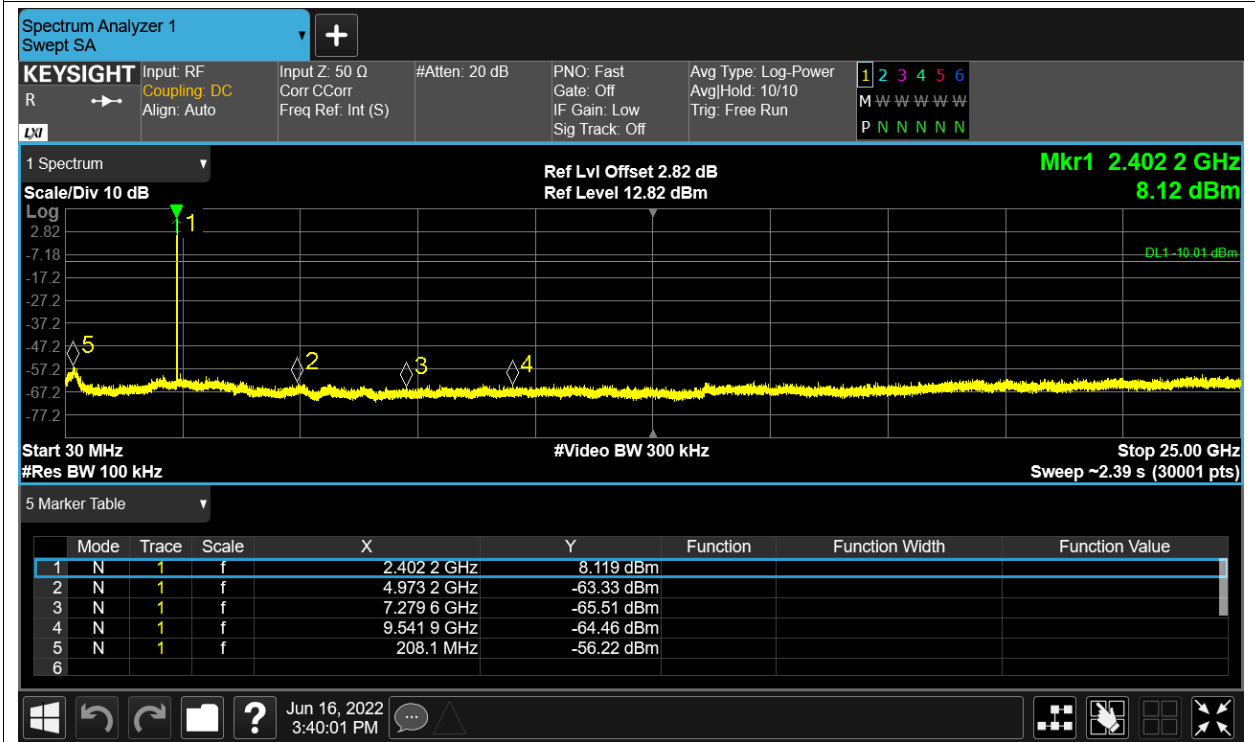 Spectrum Analyzer 1
Swept SA
+
KEYSIGHT Input: RF Input Z: 50 Ω #Atten: 20 dB PNO: Fast Avg Type: Log-Power 1 2 3 4 5 6
R Coupling: DC Corr CCorr Gate: Off Avg|Hold: 10/10 M W W W W W
Align: Auto Freq Ref: Int (S) IF Gain: Low Trig: Free Run
LXI Sig Track: Off P N N N N N
1 Spectrum Ref Lvl Offset 2.82 dB Mkr1 2.402 2 GHz
Scale/Div 10 dB Ref Level 12.82 dBm 8.12 dBm
Log
1
2.82
-7.18 DL1 -10.01 dBm
-17.2
-27.2
-37.2
-47.2 5
2 3 4
-57.2
-67.2
-77.2
Start 30 MHz #Video BW 300 kHz Stop 25.00 GHz
#Res BW 100 kHz Sweep ~2.39 s (30001 pts)
5 Marker Table
Mode Trace Scale X Y Function Function Width Function Value
1 N 1 f 2.402 2 GHz 8.119 dBm
2 N 1 f 4.973 2 GHz -63.33 dBm
3 N 1 f 7.279 6 GHz -65.51 dBm
4 N 1 f 9.541 9 GHz -64.46 dBm
5 N 1 f 208.1 MHz -56.22 dBm
6
? Jun 16, 2022
3:40:01 PM